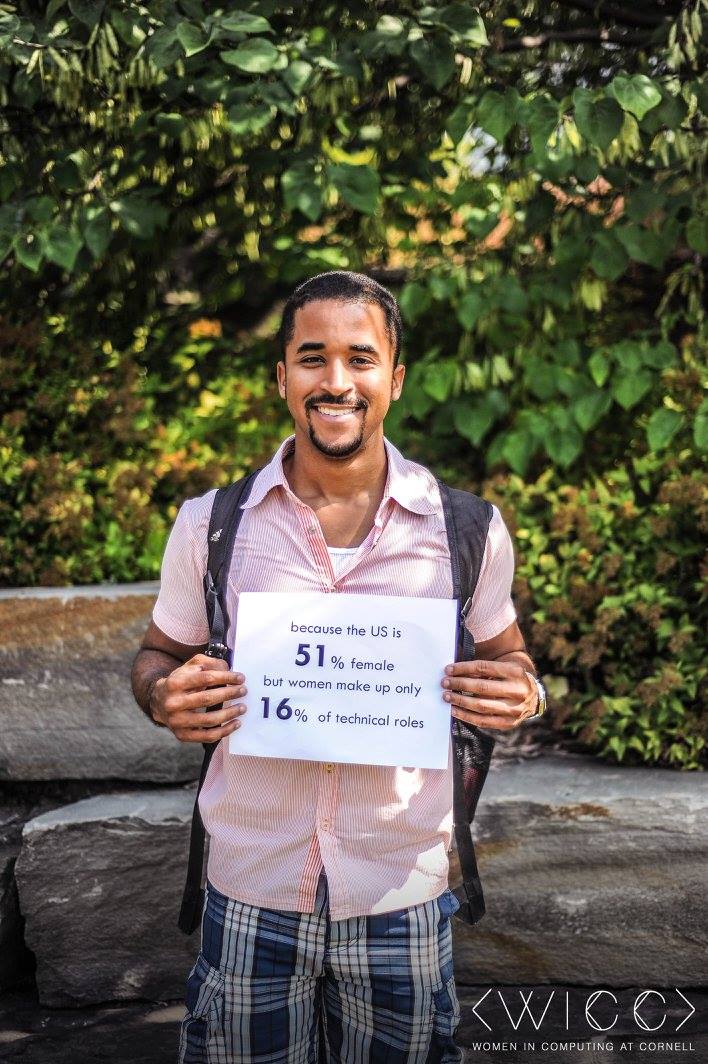 because the US is
51% female
but women make up only
16% of technical roles
<WICC>
WOMEN IN COMPUTING AT CORNELL